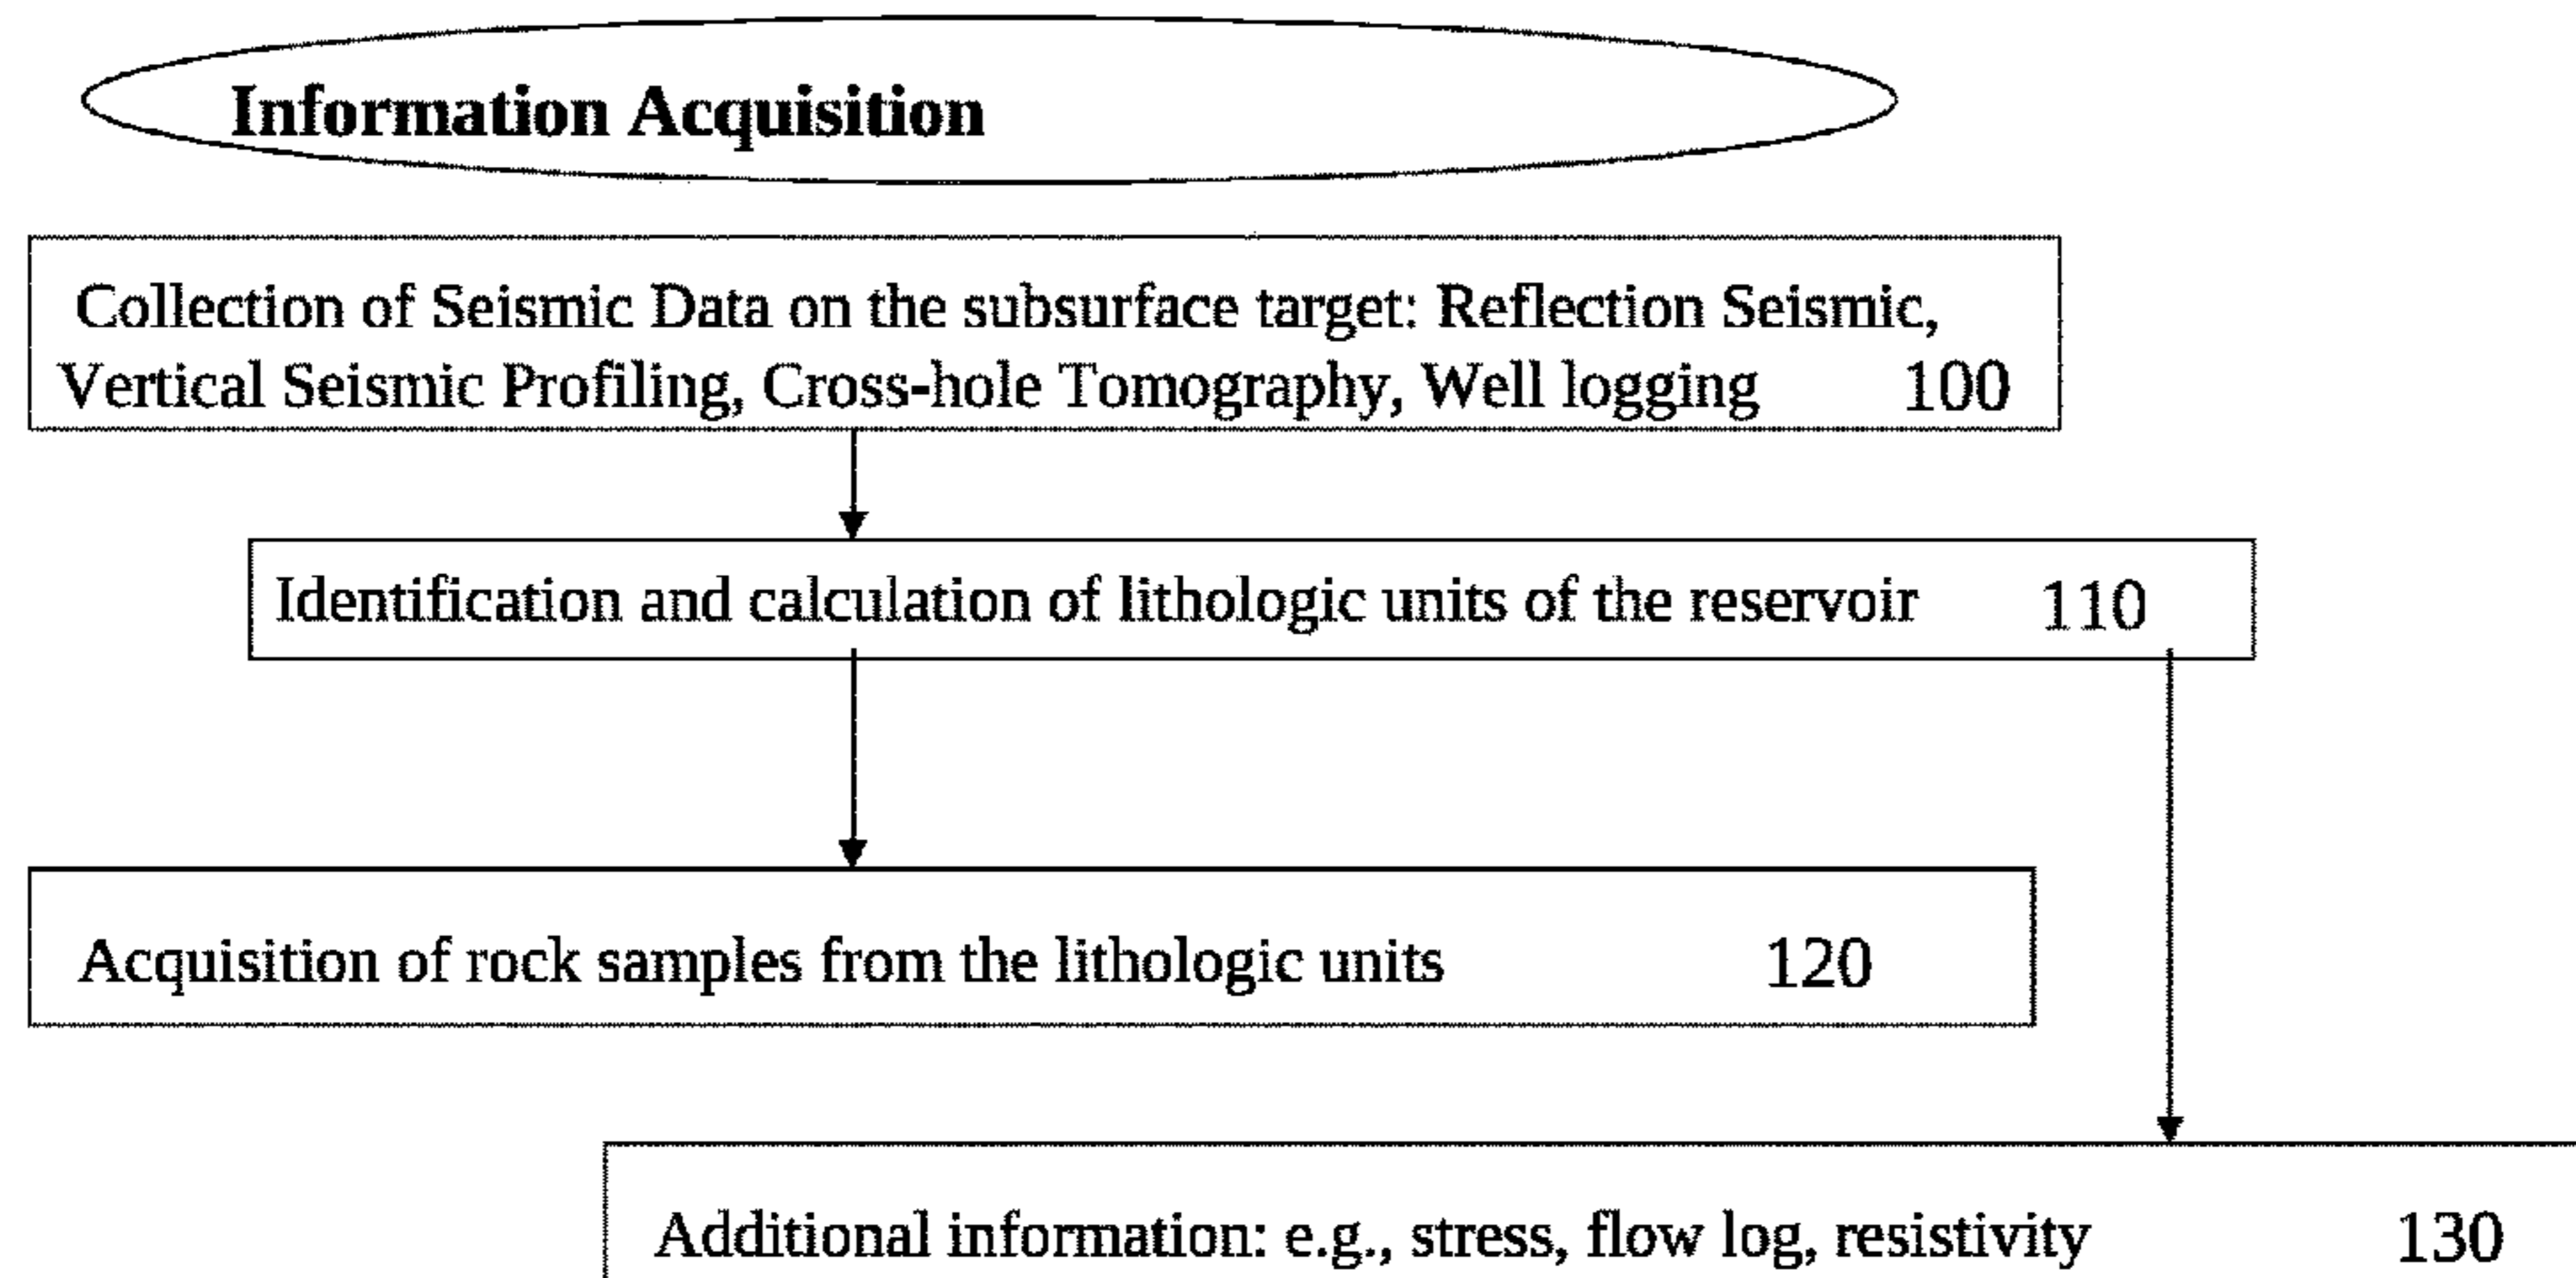 Information Acquisition
Collection of Seismic Data on the subsurface target: Reflection Seismic,
Vertical Seismic Profiling, Cross-hole Tomography, Well logging 100
Identification and calculation of lithologic units of the reservoir 110
Acquisition of rock samples from the lithologic units 120
Additional information: e.g., stress, flow log, resistivity 130